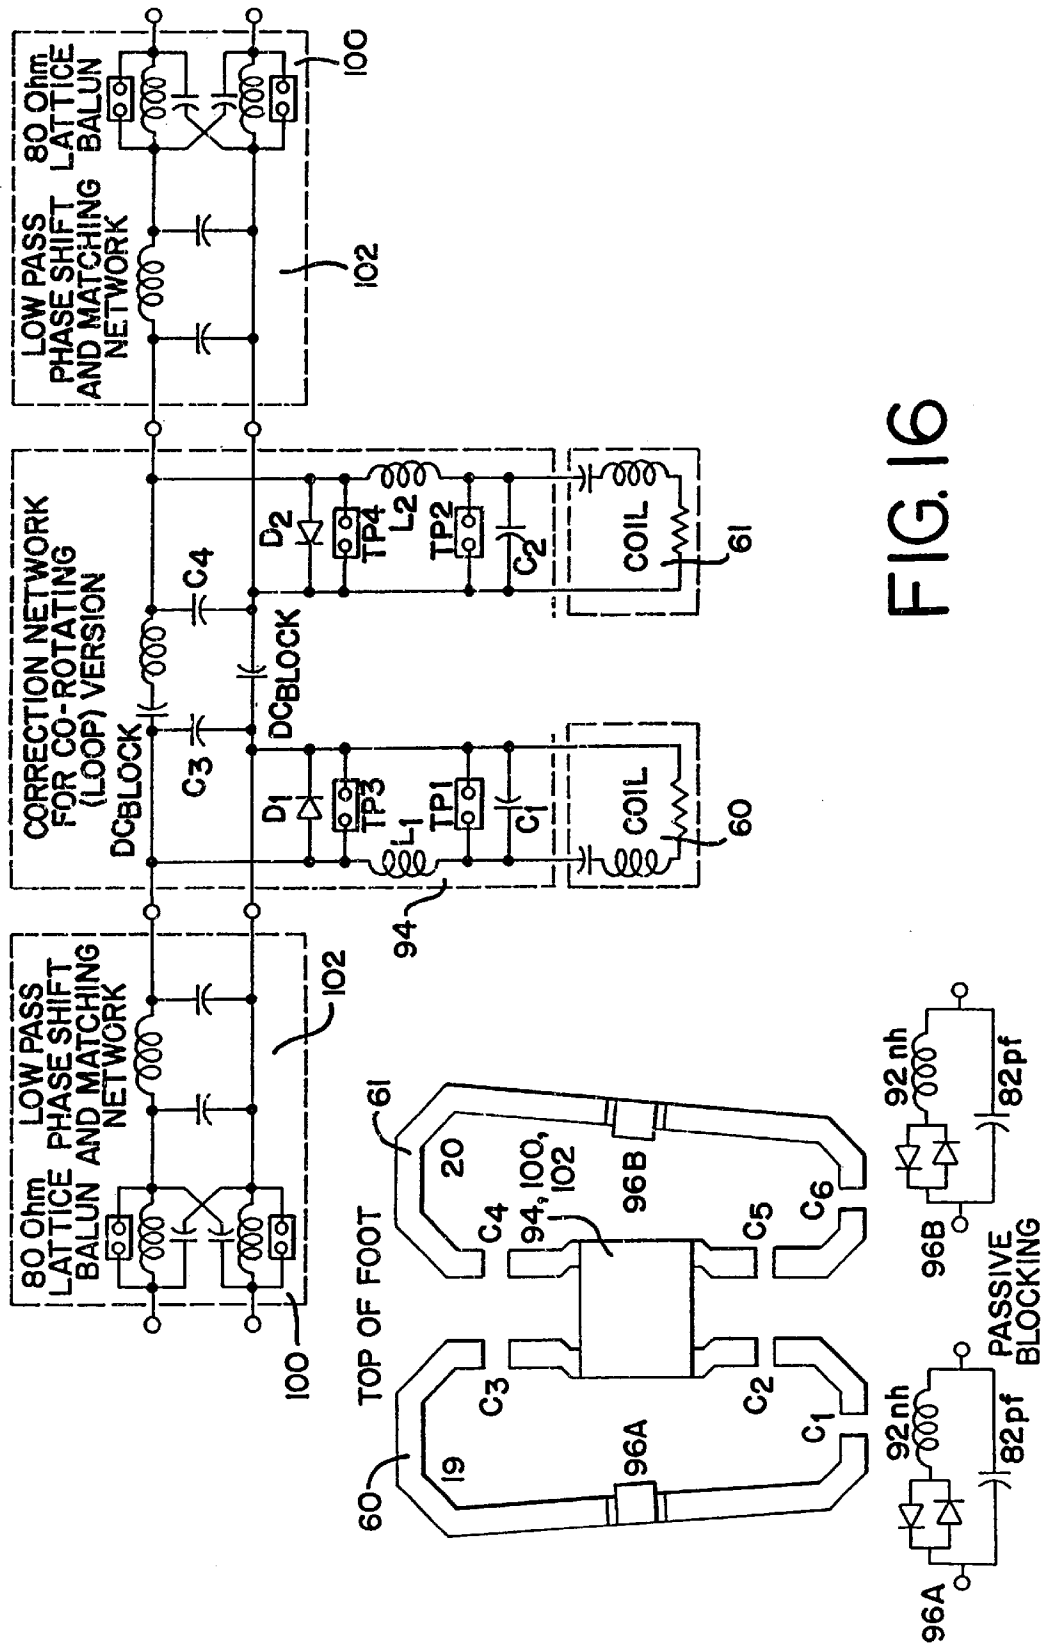 80 Ohm
LATTICE
BALUN
LOW PASS
PHASE SHIFT
AND MATCHING
NETWORK
100
102
CORRECTION NETWORK
FOR CO-ROTATING
(LOOP) VERSION
DCBLOCK
C3
C4
DCBLOCK
D1
TP3
L1
TP1
C1
94
COIL
60
D2
TP4
L2
TP2
C2
COIL
61
LOW PASS
PHASE SHIFT
AND MATCHING
NETWORK
80 Ohm
LATTICE
BALUN
100
102
TOP OF FOOT
60
19
C3
96A
C2
C1
61
20
C4
94, 100,
102
96B
C5
C6
96A
92nh
82pf
PASSIVE
BLOCKING
96B
92nh
82pf
FIG. 16